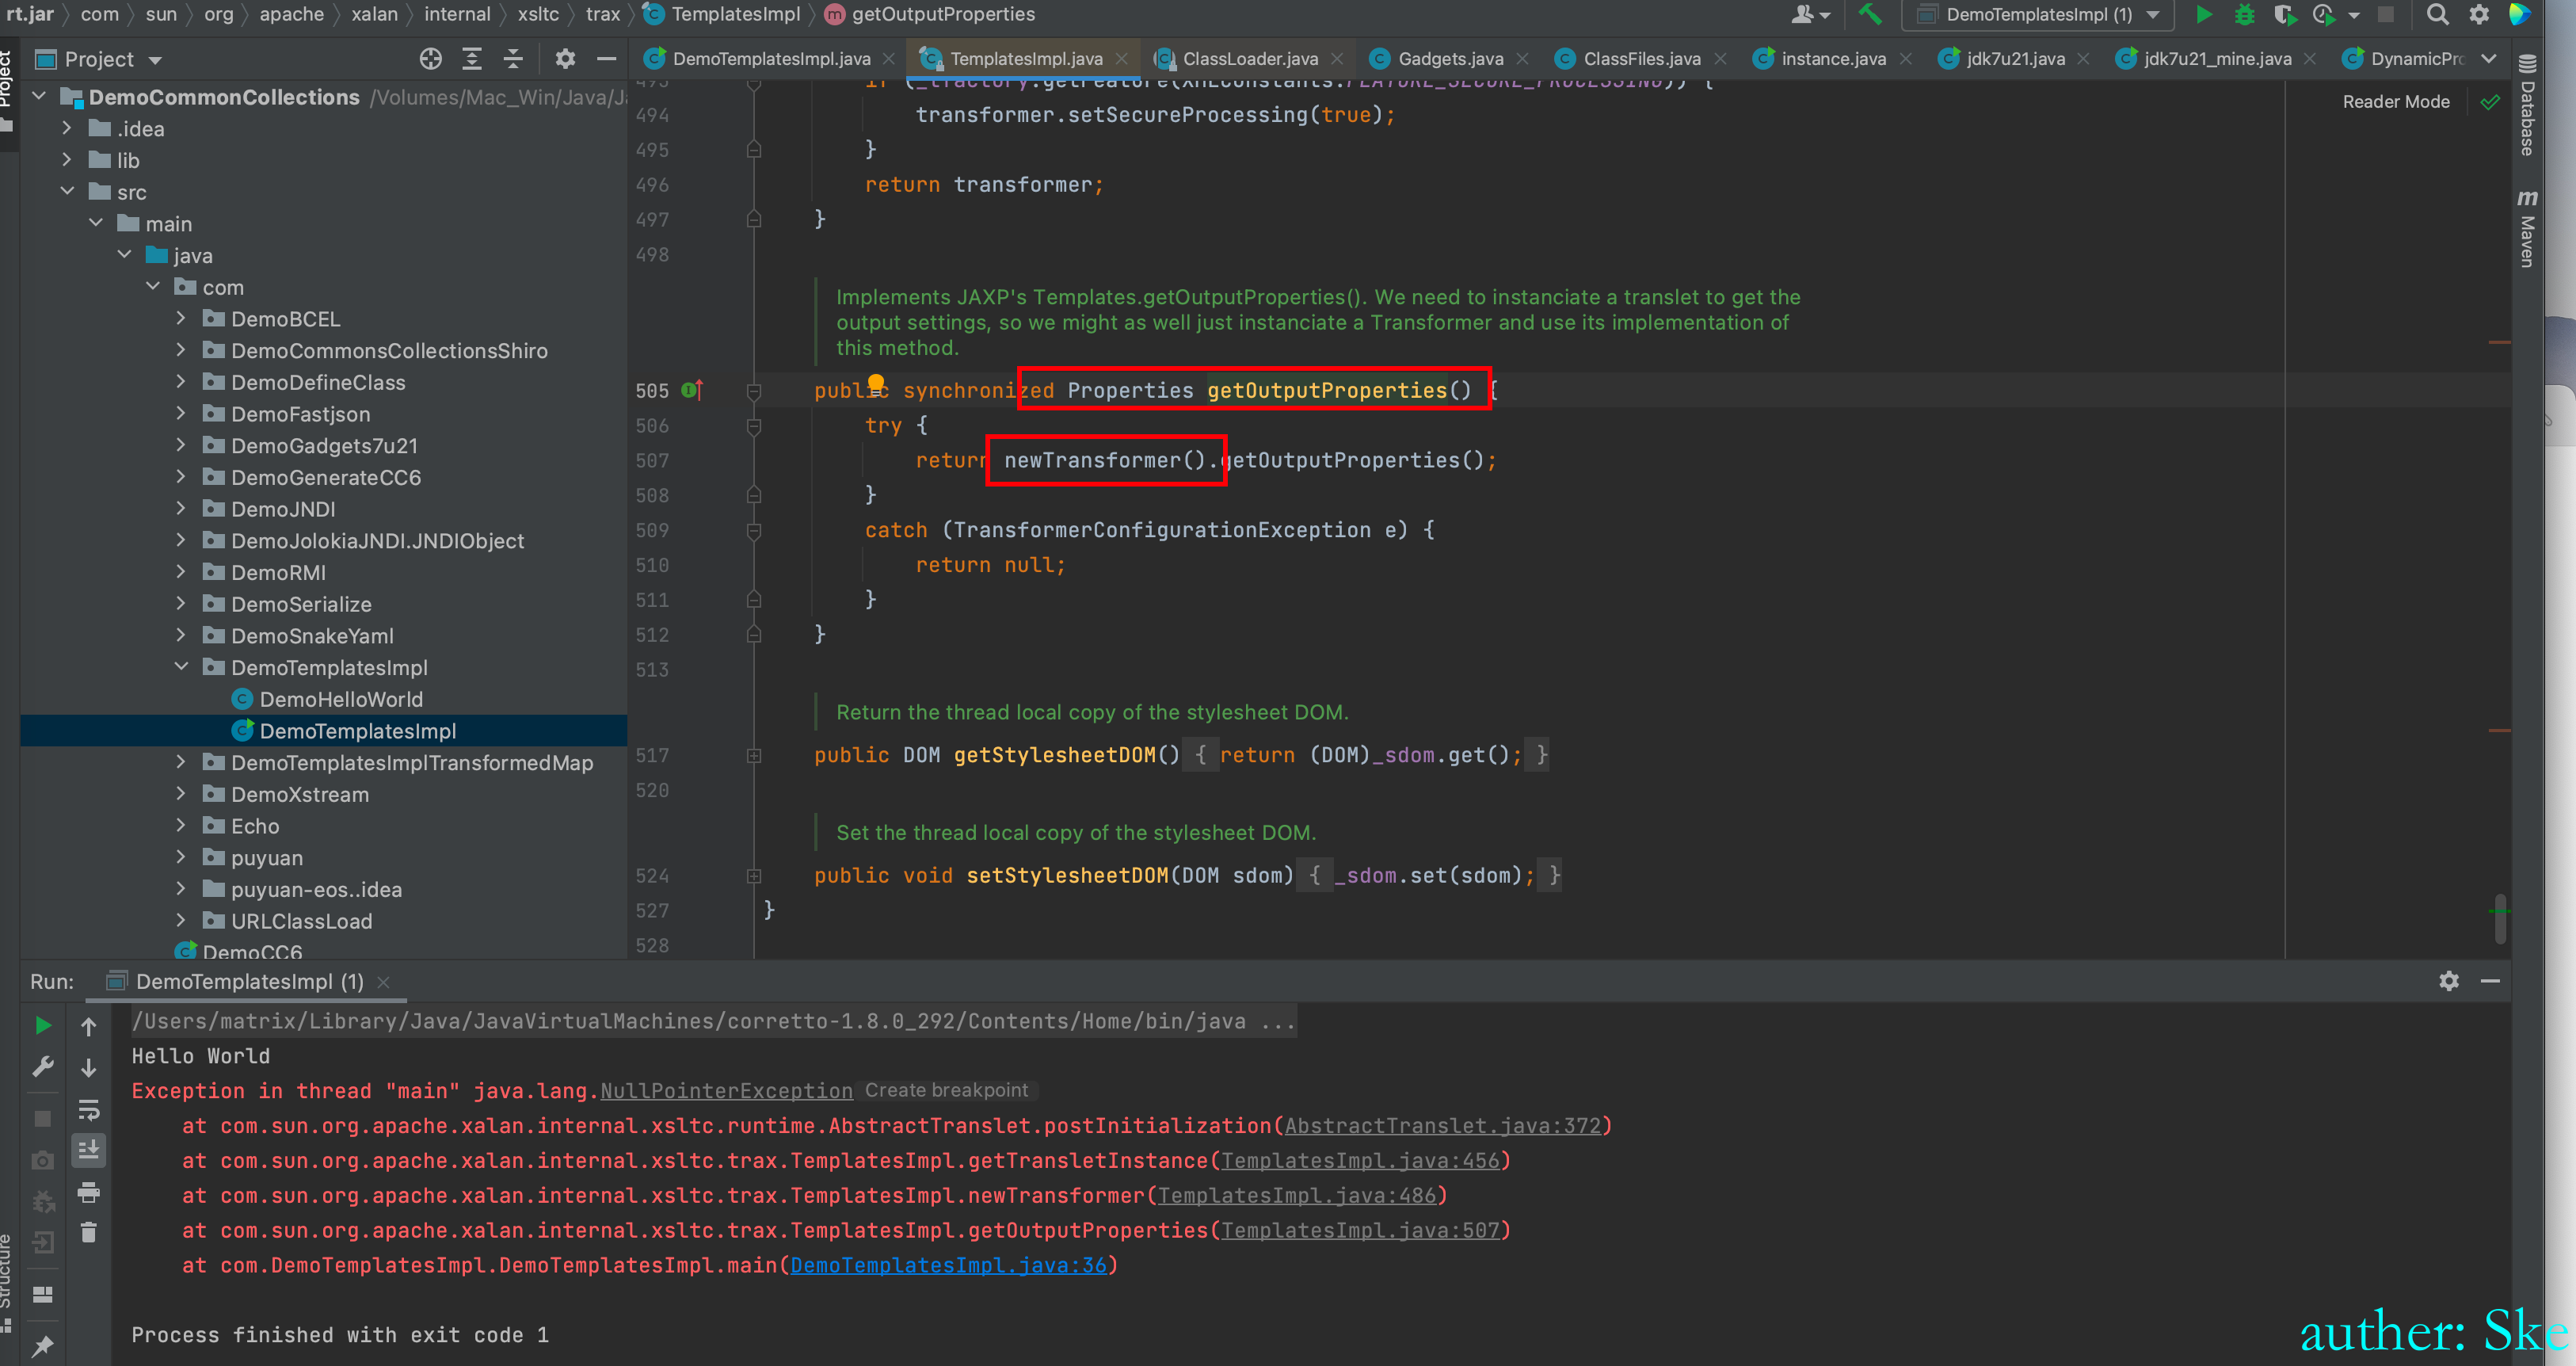 rt.jar com sun org apache xalan internal xsltc trax TemplatesImpl getOutputProperties DemoTemplatesImpl (1)
Project DemoTemplatesImpl.java TemplatesImpl.java ClassLoader.java Gadgets.java ClassFiles.java instance.java jdk7u21.java jdk7u21_mine.java DynamicPro
Project
Database
Maven
Structure
Reader Mode
DemoCommonCollections /Volumes/Mac_Win/Java/J
.idea
lib
src
main
java
com
DemoBCEL
DemoCommonsCollectionsShiro
DemoDefineClass
DemoFastjson
DemoGadgets7u21
DemoGenerateCC6
DemoJNDI
DemoJolokiaJNDI.JNDIObject
DemoRMI
DemoSerialize
DemoSnakeYaml
DemoTemplatesImpl
DemoHelloWorld
DemoTemplatesImpl
DemoTemplatesImplTransformedMap
DemoXstream
Echo
puyuan
puyuan-eos..idea
URLClassLoad
DemoCC6
493 if (_tfactory.getFeature(XMLConstants.FEATURE_SECURE_PROCESSING)) {
494 transformer.setSecureProcessing(true);
495 }
496 return transformer;
497 }
498
Implements JAXP's Templates.getOutputProperties(). We need to instanciate a translet to get the
output settings, so we might as well just instanciate a Transformer and use its implementation of
this method.
505 public synchronized Properties getOutputProperties() {
506 try {
507 return newTransformer().getOutputProperties();
508 }
509 catch (TransformerConfigurationException e) {
510 return null;
511 }
512 }
513
Return the thread local copy of the stylesheet DOM.
517 public DOM getStylesheetDOM() { return (DOM)_sdom.get(); }
520
Set the thread local copy of the stylesheet DOM.
524 public void setStylesheetDOM(DOM sdom) { _sdom.set(sdom); }
527 }
528
Run: DemoTemplatesImpl (1)
/Users/matrix/Library/Java/JavaVirtualMachines/corretto-1.8.0_292/Contents/Home/bin/java ...
Hello World
Exception in thread "main" java.lang.NullPointerException Create breakpoint
at com.sun.org.apache.xalan.internal.xsltc.runtime.AbstractTranslet.postInitialization(AbstractTranslet.java:372)
at com.sun.org.apache.xalan.internal.xsltc.trax.TemplatesImpl.getTransletInstance(TemplatesImpl.java:456)
at com.sun.org.apache.xalan.internal.xsltc.trax.TemplatesImpl.newTransformer(TemplatesImpl.java:486)
at com.sun.org.apache.xalan.internal.xsltc.trax.TemplatesImpl.getOutputProperties(TemplatesImpl.java:507)
at com.DemoTemplatesImpl.DemoTemplatesImpl.main(DemoTemplatesImpl.java:36)
Process finished with exit code 1
auther: Ske